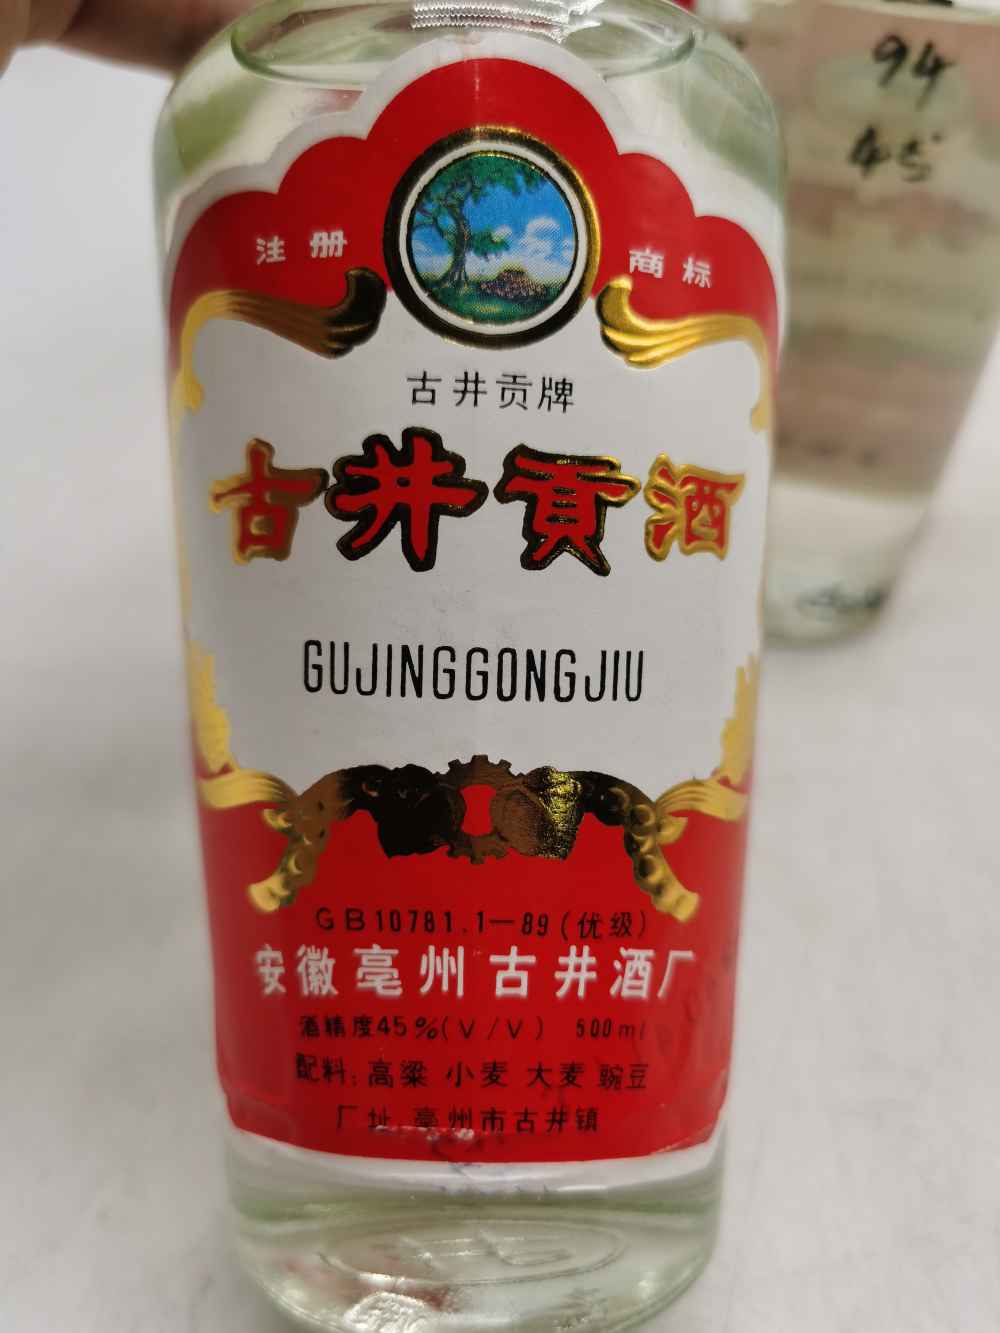 94
45
注册 商标
古井贡牌
古井贡酒
GUJINGGONGJIU
GB10781.1—89(优级)
安徽亳州古井酒厂
酒精度45%(V/V) 500ml
配料:高粱 小麦 大麦 豌豆
厂址 亳州市古井镇